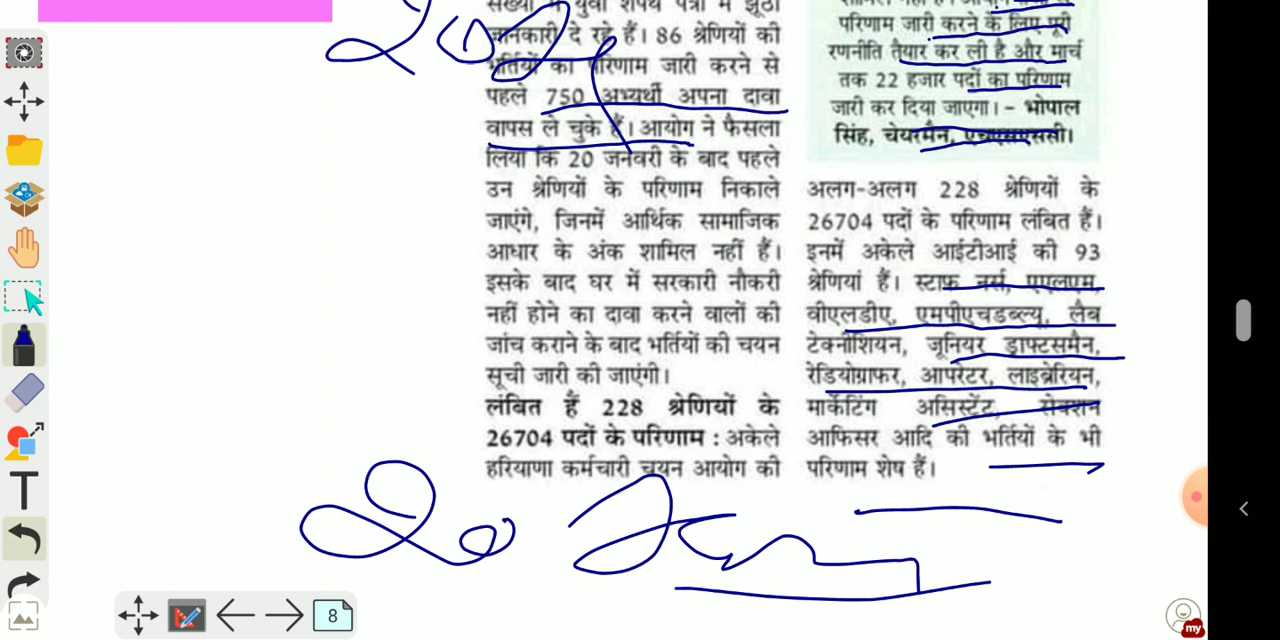 संख्या में युवा शपथ पत्रों में झूठी
जानकारी दे रहे हैं। 86 श्रेणियों की
भर्तियों का परिणाम जारी करने से
पहले 750 अभ्यर्थी अपना दावा
वापस ले चुके हैं। आयोग ने फैसला
लिया कि 20 जनवरी के बाद पहले
उन श्रेणियों के परिणाम निकाले
जाएंगे, जिनमें आर्थिक सामाजिक
आधार के अंक शामिल नहीं हैं।
इसके बाद घर में सरकारी नौकरी
नहीं होने का दावा करने वालों की
जांच कराने के बाद भर्तियों की चयन
सूची जारी की जाएंगी।
लंबित हैं 228 श्रेणियों के
26704 पदों के परिणाम : अकेले
हरियाणा कर्मचारी चयन आयोग की
परिणाम जारी करने के लिए पूरी
रणनीति तैयार कर ली है और मार्च
तक 22 हजार पदों का परिणाम
जारी कर दिया जाएगा। - भोपाल
सिंह, चेयरमैन, एचएसएससी।
अलग-अलग 228 श्रेणियों के
26704 पदों के परिणाम लंबित हैं।
इनमें अकेले आईटीआई की 93
श्रेणियां हैं। स्टाफ नर्स, एएलएम,
वीएलडीए, एमपीएचडब्ल्यू, लैब
टेक्नीशियन, जूनियर ड्राफ्टसमैन,
रेडियोग्राफर, आपरेटर, लाइब्रेरियन,
मार्केटिंग असिस्टेंट, सेक्शन
आफिसर आदि की भर्तियों के भी
परिणाम शेष हैं।
20 Jan
T
8
my